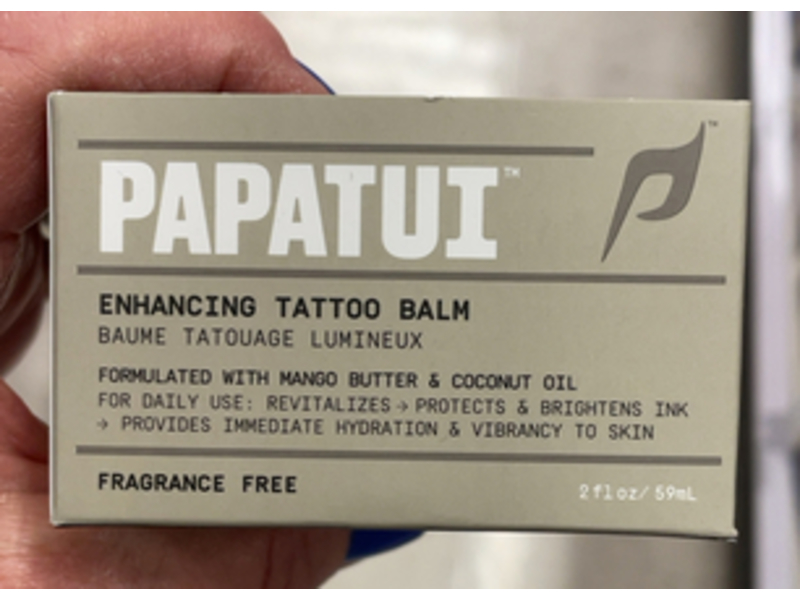 PAPATUI™
™
ENHANCING TATTOO BALM
BAUME TATOUAGE LUMINEUX
FORMULATED WITH MANGO BUTTER & COCONUT OIL
FOR DAILY USE: REVITALIZES → PROTECTS & BRIGHTENS INK
→ PROVIDES IMMEDIATE HYDRATION & VIBRANCY TO SKIN
FRAGRANCE FREE
2 fl oz/ 59mL